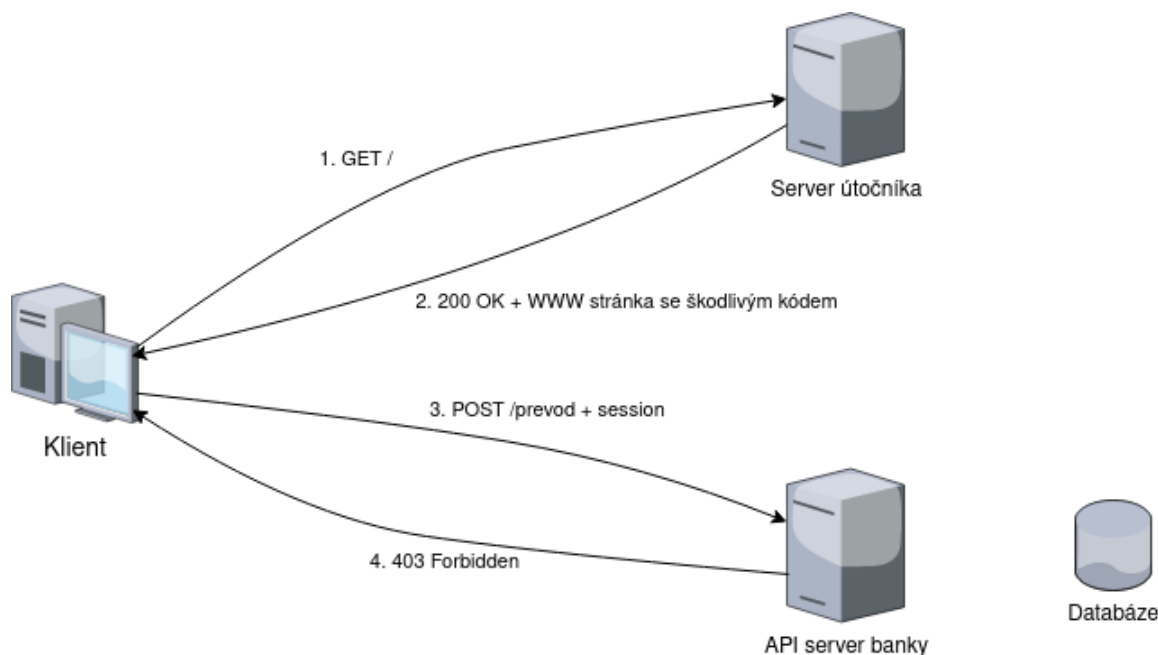 1. GET /
Server útočníka
2. 200 OK + WWW stránka se škodlivým kódem
3. POST /prevod + session
Klient
4. 403 Forbidden
Databáze
API server banky